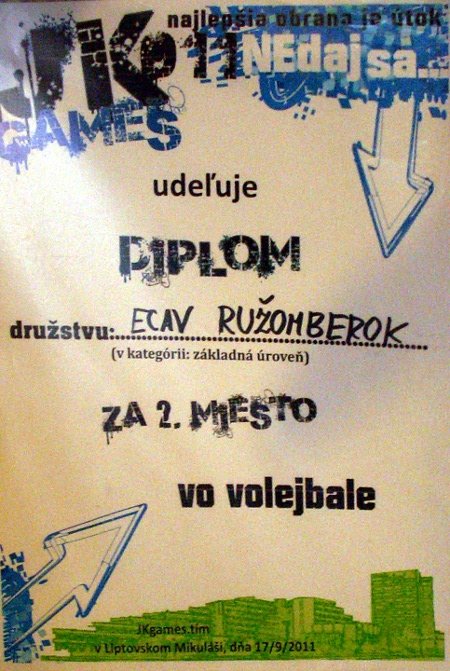 najlepšia obrana je útok
JKo'11 NEdaj sa...
GAMES
udeľuje
DIPLOM
družstvu: ECAV RUŽOMBEROK
(v kategórii: základná úroveň)
ZA 2. MIESTO
vo volejbale
JKgames.tím
v Liptovskom Mikuláši, dňa 17/9/2011